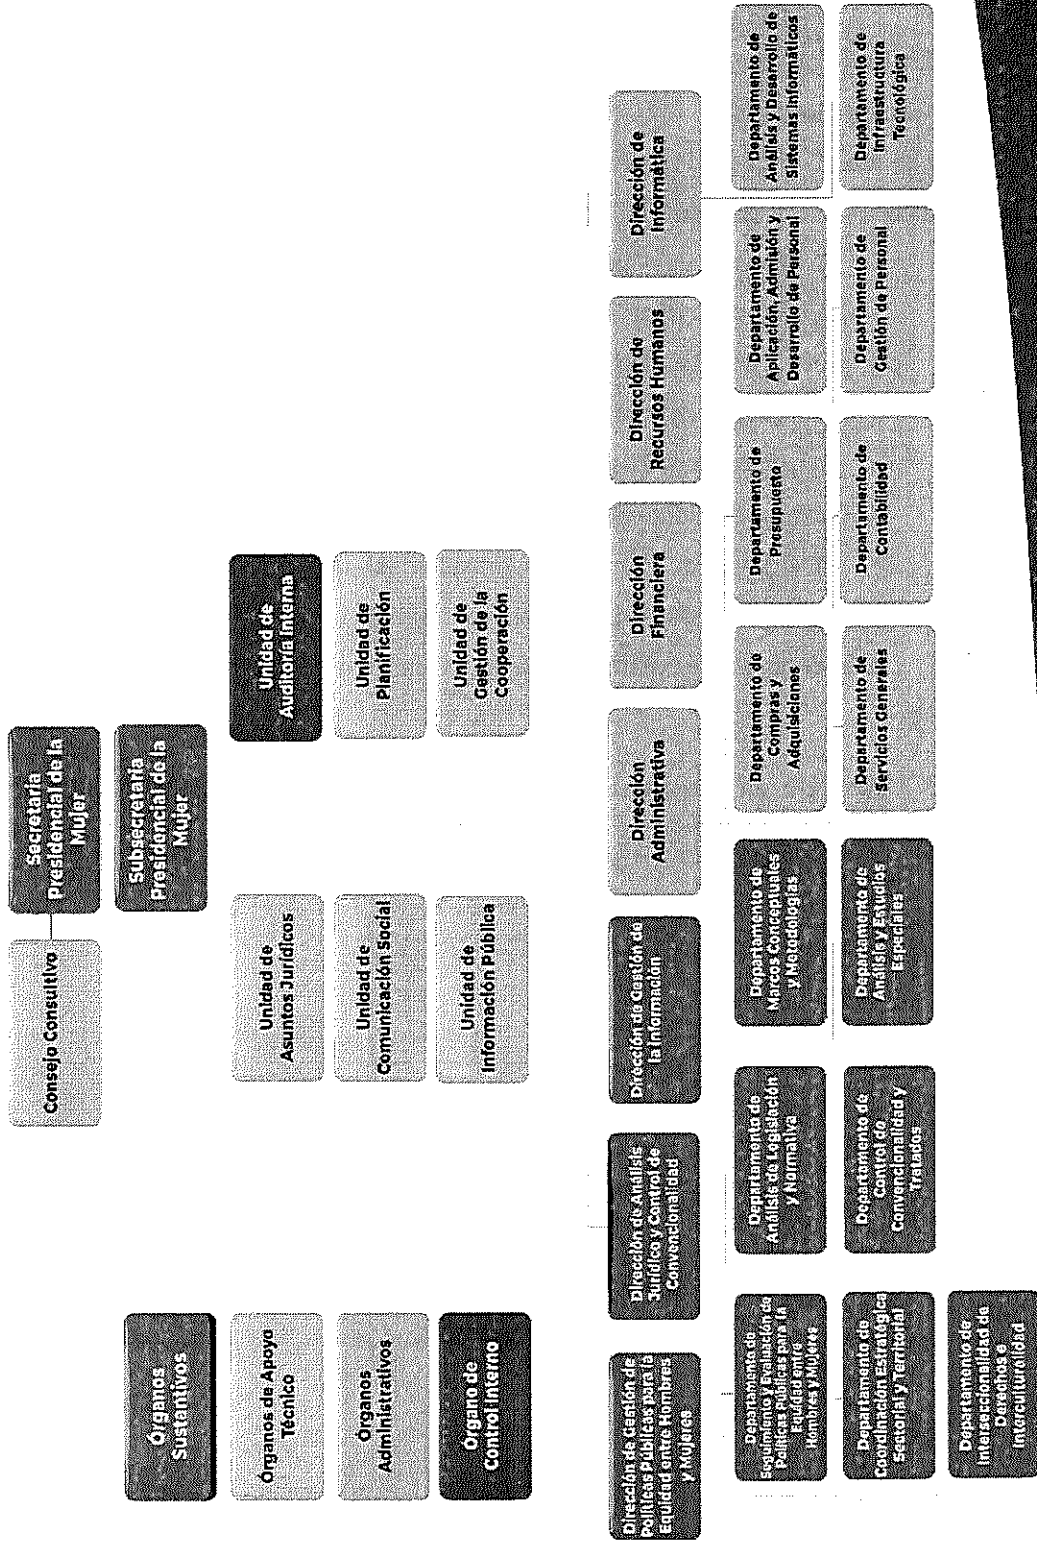 Consejo Consultivo
Secretaria
Presidencial de la
Mujer
Subsecretaria
Presidencial de la
Mujer
Órganos
Sustantivos
Órganos de Apoyo
Técnico
Órganos
Administrativos
Órgano de
Control Interno
Unidad de
Asuntos Jurídicos
Unidad de
Comunicación Social
Unidad de
Información Pública
Unidad de
Auditoría Interna
Unidad de
Planificación
Unidad de
Gestión de la
Cooperación
Dirección de Gestión de
Políticas Públicas para la
Equidad entre Hombres
y Mujeres
Dirección de Análisis
Jurídico y Control de
Convencionalidad
Dirección de Gestión de
la Información
Dirección
Administrativa
Dirección
Financiera
Dirección de
Recursos Humanos
Dirección de
Informática
Departamento de
Seguimiento y Evaluación de
Políticas Públicas para la
Equidad entre
Hombres y Mujeres
Departamento de
Coordinación Estratégica
Sectorial y Territorial
Departamento de
Interseccionalidad de
Derechos e
Interculturalidad
Departamento de
Análisis de Legislación
y Normativa
Departamento de
Control de
Convencionalidad y
Tratados
Departamento de
Marcos Conceptuales
y Metodologías
Departamento de
Análisis y Estudios
Especiales
Departamento de
Compras y
Adquisiciones
Departamento de
Servicios Generales
Departamento de
Presupuesto
Departamento de
Contabilidad
Departamento de
Aplicación, Admisión y
Desarrollo de Personal
Departamento de
Gestión de Personal
Departamento de
Análisis y Desarrollo de
Sistemas Informáticos
Departamento de
Infraestructura
Tecnológica